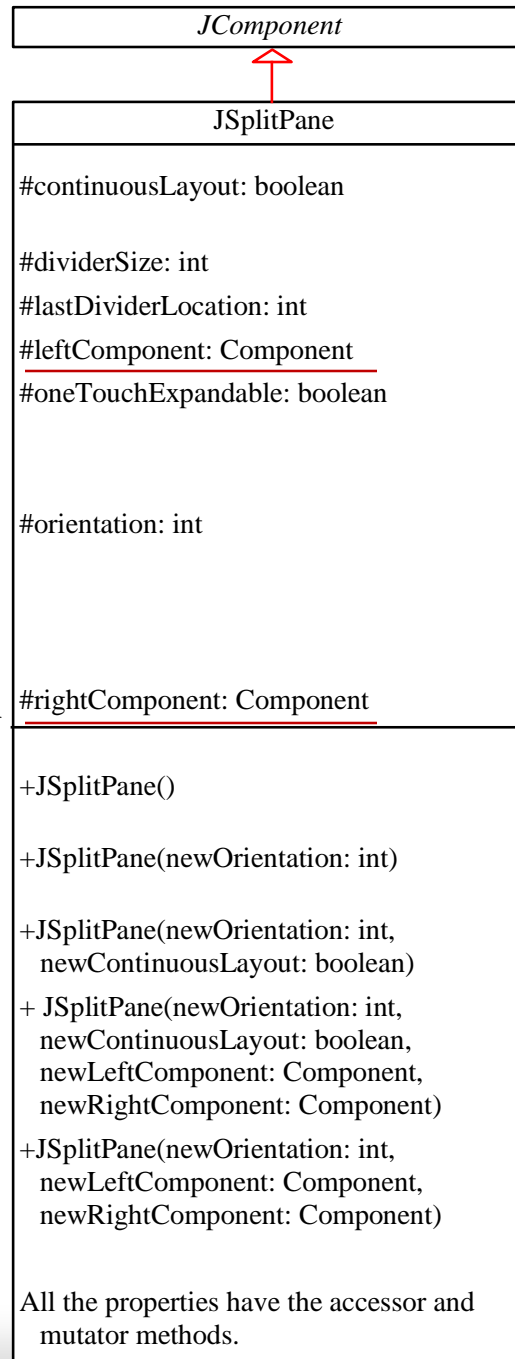 JComponent
JSplitPane
#continuousLayout: boolean
#dividerSize: int
#lastDividerLocation: int
#leftComponent: Component
#oneTouchExpandable: boolean
#orientation: int
#rightComponent: Component
+JSplitPane()
+JSplitPane(newOrientation: int)
+JSplitPane(newOrientation: int,
newContinuousLayout: boolean)
+ JSplitPane(newOrientation: int,
newContinuousLayout: boolean,
newLeftComponent: Component,
newRightComponent: Component)
+JSplitPane(newOrientation: int,
newLeftComponent: Component,
newRightComponent: Component)
All the properties have the accessor and
mutator methods.